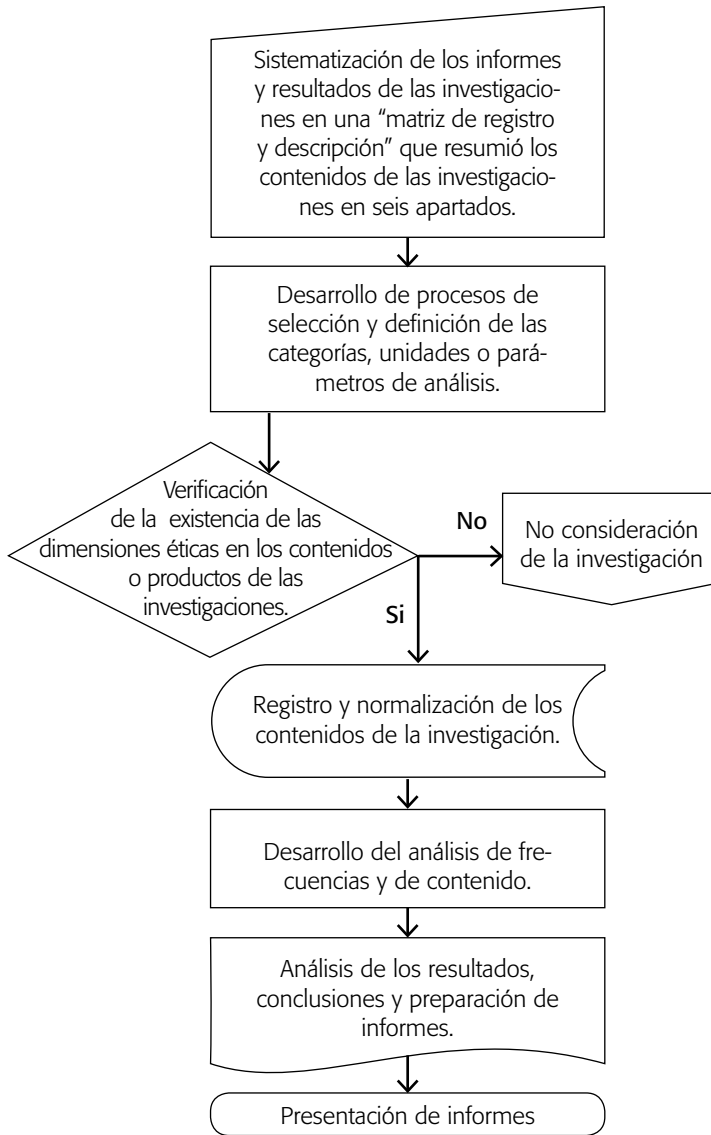 Sistematización de los informes
y resultados de las investigacio-
nes en una “matriz de registro
y descripción” que resumió los
contenidos de las investigacio-
nes en seis apartados.
Desarrollo de procesos de
selección y definición de las
categorías, unidades o pará-
metros de análisis.
Verificación
de la existencia de las
dimensiones éticas en los contenidos
o productos de las
investigaciones.
No
No consideración
de la investigación
Si
Registro y normalización de los
contenidos de la investigación.
Desarrollo del análisis de fre-
cuencias y de contenido.
Análisis de los resultados,
conclusiones y preparación de
informes.
Presentación de informes